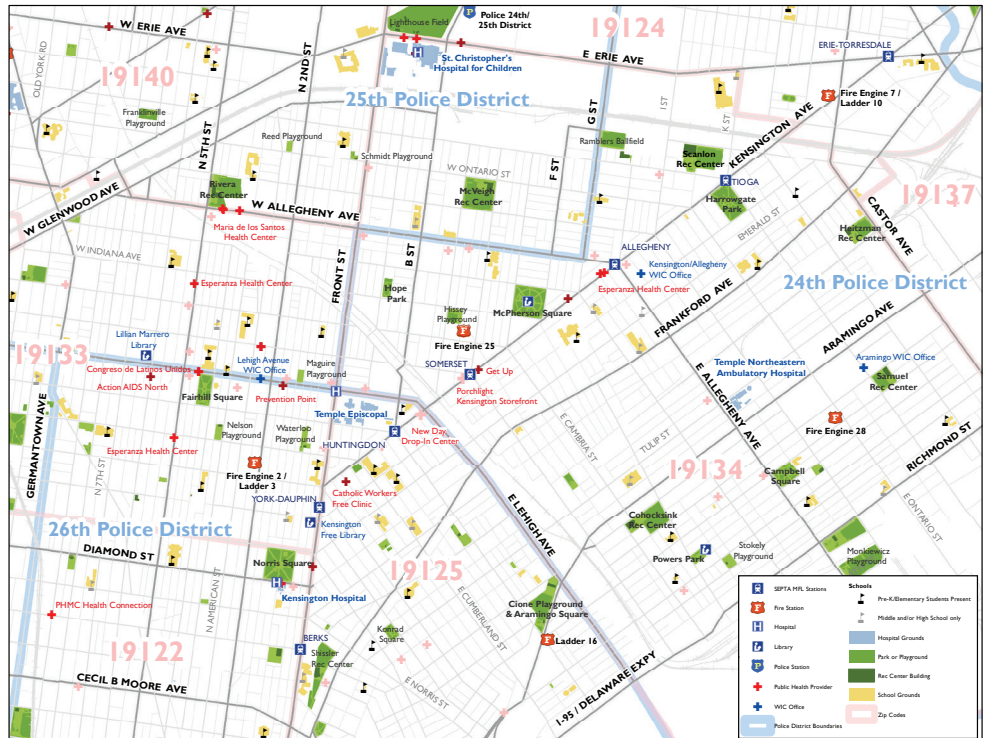 W ERIE AVE
Police 24th/
25th District
Lighthouse Field
19124
OLD YORK RD
N 2ND ST
St. Christopher's
Hospital for Children
E ERIE AVE
ERIE-TORRESDALE
19140
25th Police District
I ST
K ST
Fire Engine 7 /
Ladder 10
Franklinville
Playground
N 5TH ST
Reed Playground
G ST
Ramblers Ballfield
KENSINGTON AVE
Schmidt Playground
W ONTARIO ST
F ST
Scanlon
Rec Center
TIOGA
19137
W GLENWOOD AVE
Rivera
Rec Center
McVeigh
Rec Center
Harrowgate
Park
W ALLEGHENY AVE
EMERALD ST
CASTOR AVE
Maria de los Santos
Health Center
Heitzman
Rec Center
W INDIANA AVE
FRONT ST
B ST
ALLEGHENY
Kensington/Allegheny
WIC Office
Esperanza Health Center
Esperanza Health Center
24th Police District
Hope
Park
McPherson Square
FRANKFORD AVE
Hissey
Playground
ARAMINGO AVE
Lillian Marrero
Library
Fire Engine 25
19133
Lehigh Avenue
WIC Office
Maguire
Playground
SOMERSET
Get Up
Temple Northeastern
Ambulatory Hospital
Aramingo WIC Office
Congreso de Latinos Unidos
Action AIDS North
Samuel
Rec Center
Fairhill Square
Prevention Point
Porchlight
Kensington Storefront
E ALLEGHENY AVE
GERMANTOWN AVE
Temple Episcopal
Nelson
Playground
Waterloo
Playground
New Day
Drop-In Center
E CAMBRIA ST
Fire Engine 28
HUNTINGDON
TULIP ST
RICHMOND ST
Esperanza Health Center
N 7TH ST
Fire Engine 2 /
Ladder 3
19134
Campbell
Square
Catholic Workers
Free Clinic
YORK-DAUPHIN
E LEHIGH AVE
E ONTARIO ST
26th Police District
Kensington
Free Library
Cohocksink
Rec Center
DIAMOND ST
Powers Park
Stokely
Playground
Monkiewicz
Playground
Norris Square
19125
N AMERICAN ST
Kensington Hospital
PHMC Health Connection
E CUMBERLAND ST
Cione Playground
& Aramingo Square
Konrad
Square
Ladder 16
BERKS
Shissler
Rec Center
19122
CECIL B MOORE AVE
E NORRIS ST
I-95 / DELAWARE EXPY
SEPTA MFL Stations
Fire Station
Hospital
Library
Police Station
Public Health Provider
WIC Office
Police District Boundaries
Schools
Pre-K/Elementary Students Present
Middle and/or High School only
Hospital Grounds
Park or Playground
Rec Center Building
School Grounds
Zip Codes